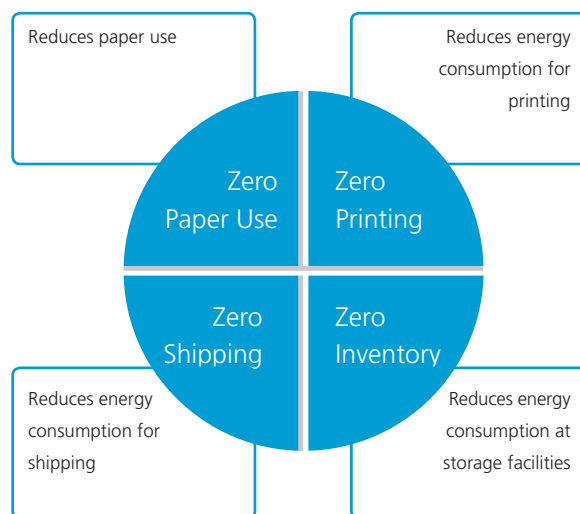 Reduces paper use
Reduces energy
consumption for
printing
Zero
Paper Use
Zero
Printing
Zero
Shipping
Zero
Inventory
Reduces energy
consumption for
shipping
Reduces energy
consumption at
storage facilities